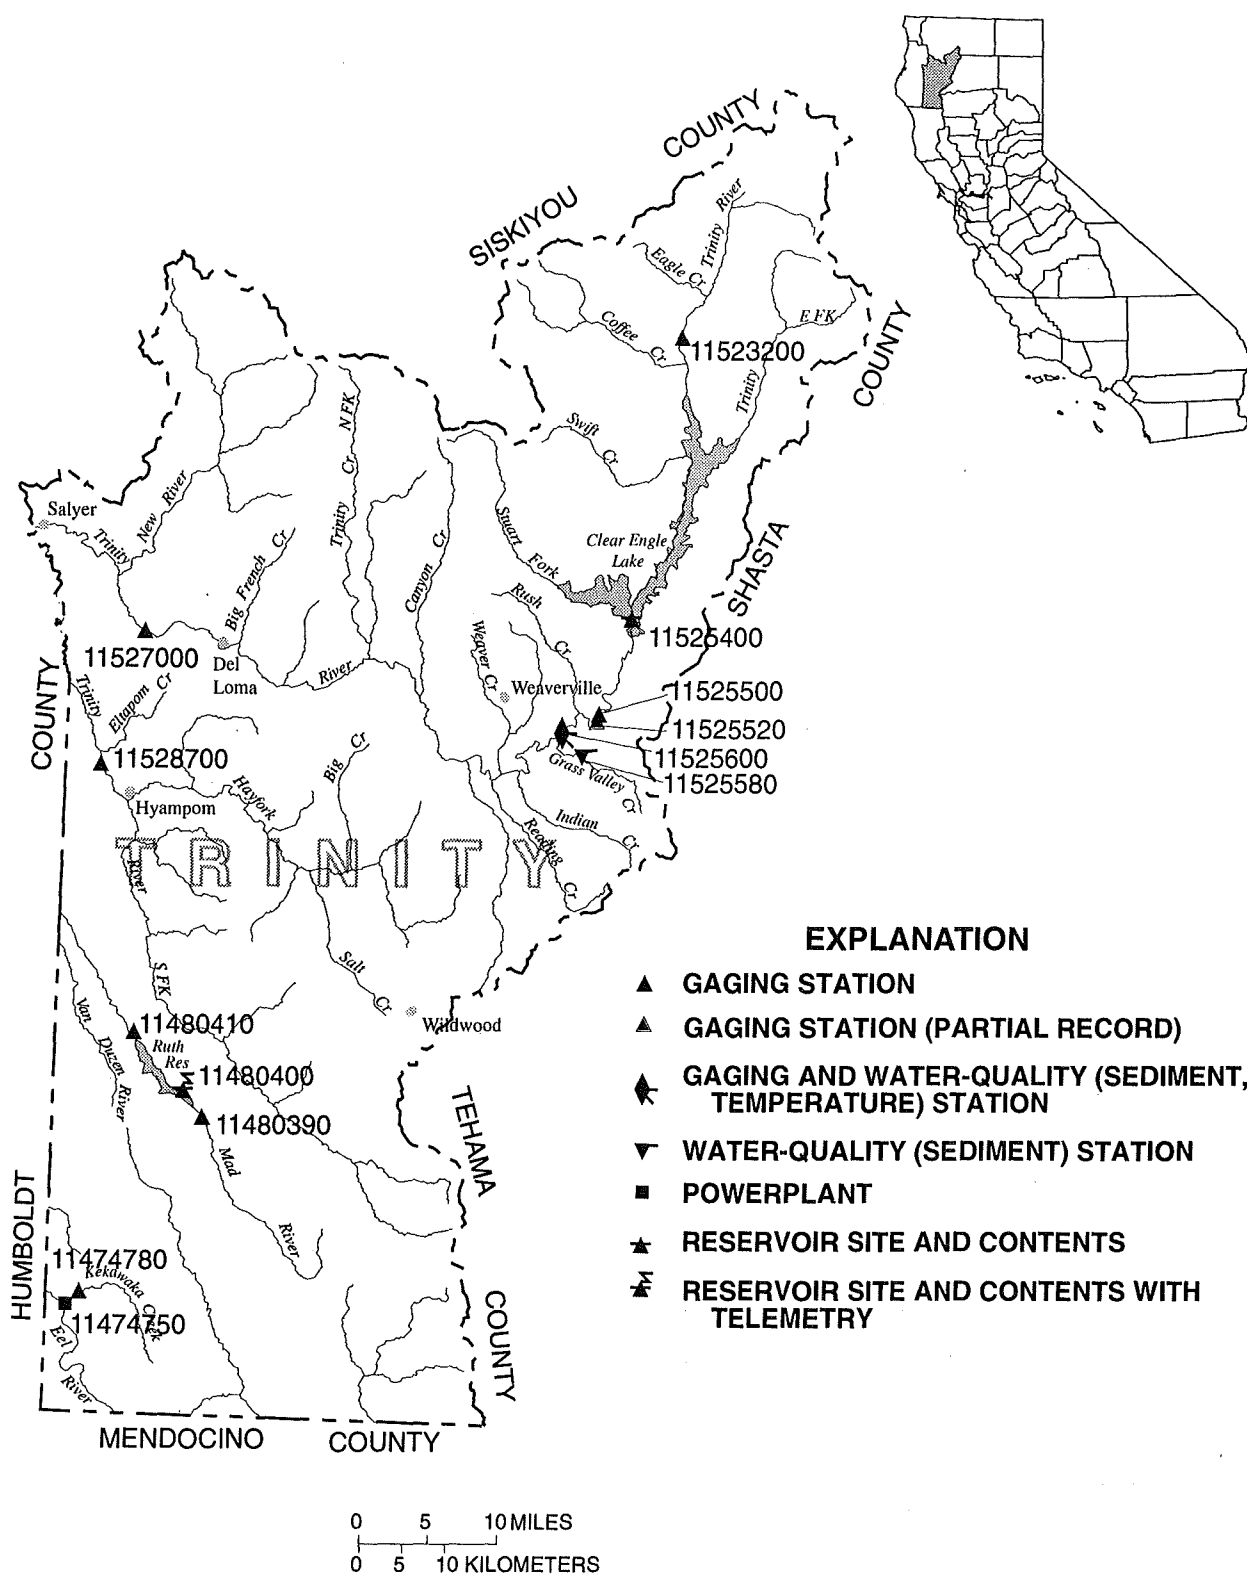 COUNTY
SISKIYOU
River
Trinity
Eagle Cr
E FK
COUNTY
Coffee Cr
11523200
Trinity
N FK
Swift Cr
Cr
Trinity
New River
Salyer
Trinity
Big French Cr
Canyon Cr
Stuart Fork
Clear Engle
Lake
SHASTA
Rush Cr
Weaver Cr
11525400
11527000
Del
Loma
River
COUNTY
Trinity
Eltapom Cr
Weaverville
11525500
11525520
11528700
11525600
Grass Valley Cr
11525580
Big Cr
Hayfork
Hyampom
Indian Cr
Reading Cr
TRINITY
River
S FK
Salt Cr
Wildwood
Van Duzen River
11480410
Ruth
Res
11480400
11480390
Mad River
TEHAMA
COUNTY
HUMBOLDT
11474780
Kekawaka Creek
11474750
Eel River
MENDOCINO COUNTY
EXPLANATION
GAGING STATION
GAGING STATION (PARTIAL RECORD)
GAGING AND WATER-QUALITY (SEDIMENT,
TEMPERATURE) STATION
WATER-QUALITY (SEDIMENT) STATION
POWERPLANT
RESERVOIR SITE AND CONTENTS
RESERVOIR SITE AND CONTENTS WITH
TELEMETRY
0 5 10 MILES
0 5 10 KILOMETERS